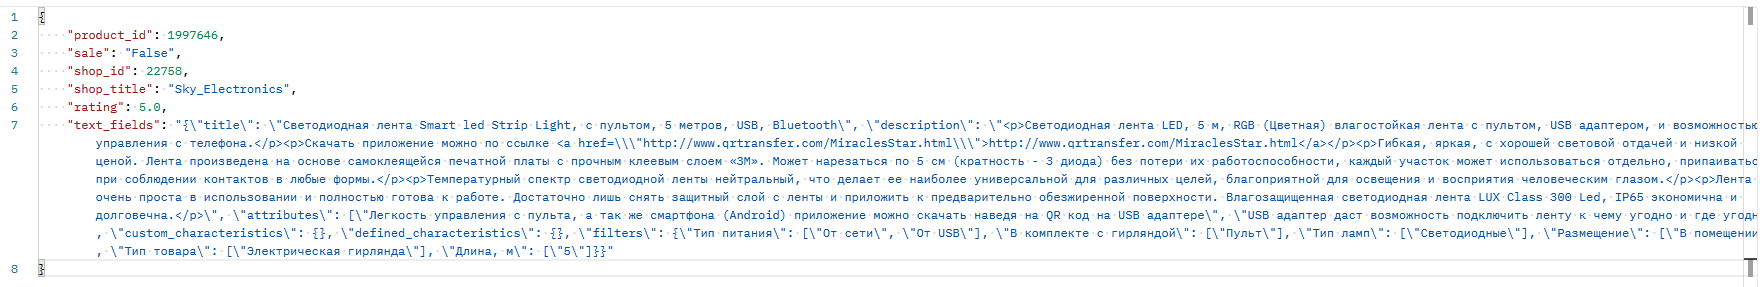 1 {
2 "product_id": 1997646,
3 "sale": "False",
4 "shop_id": 22758,
5 "shop_title": "Sky_Electronics",
6 "rating": 5.0,
7 "text_fields": "{\"title\": \"Светодиодная лента Smart led Strip Light, с пультом, 5 метров, USB, Bluetooth\", \"description\": \"<p>Светодиодная лента LED, 5 м, RGB (Цветная) влагостойкая лента с пультом, USB адаптером, и возможностью
управления с телефона.</p><p>Скачать приложение можно по ссылке <a href=\\\"http://www.qrtransfer.com/MiraclesStar.html\\\">http://www.qrtransfer.com/MiraclesStar.html</a></p><p>Гибкая, яркая, с хорошей световой отдачей и низкой
ценой. Лента произведена на основе самоклеящейся печатной платы с прочным клеевым слоем «3М». Может нарезаться по 5 см (кратность - 3 диода) без потери их работоспособности, каждый участок может использоваться отдельно, припаиватьс
при соблюдении контактов в любые формы.</p><p>Температурный спектр светодиодной ленты нейтральный, что делает ее наиболее универсальной для различных целей, благоприятной для освещения и восприятия человеческим глазом.</p><p>Лента
очень проста в использовании и полностью готова к работе. Достаточно лишь снять защитный слой с ленты и приложить к предварительно обезжиренной поверхности. Влагозащищенная светодиодная лента LUX Class 300 Led, IP65 экономична и
долговечна.</p>\", \"attributes\": [\"Легкость управления с пульта, а так же смартфона (Android) приложение можно скачать наведя на QR код на USB адаптере\", \"USB адаптер даст возможность подключить ленту к чему угодно и где угодн
, \"custom_characteristics\": {}, \"defined_characteristics\": {}, \"filters\": {\"Тип питания\": [\"От сети\", \"От USB\"], \"В комплекте с гирляндой\": [\"Пульт\"], \"Тип ламп\": [\"Светодиодные\"], \"Размещение\": [\"В помещении
, \"Тип товара\": [\"Электрическая гирлянда\"], \"Длина, м\": [\"5\"]}}"
8 }